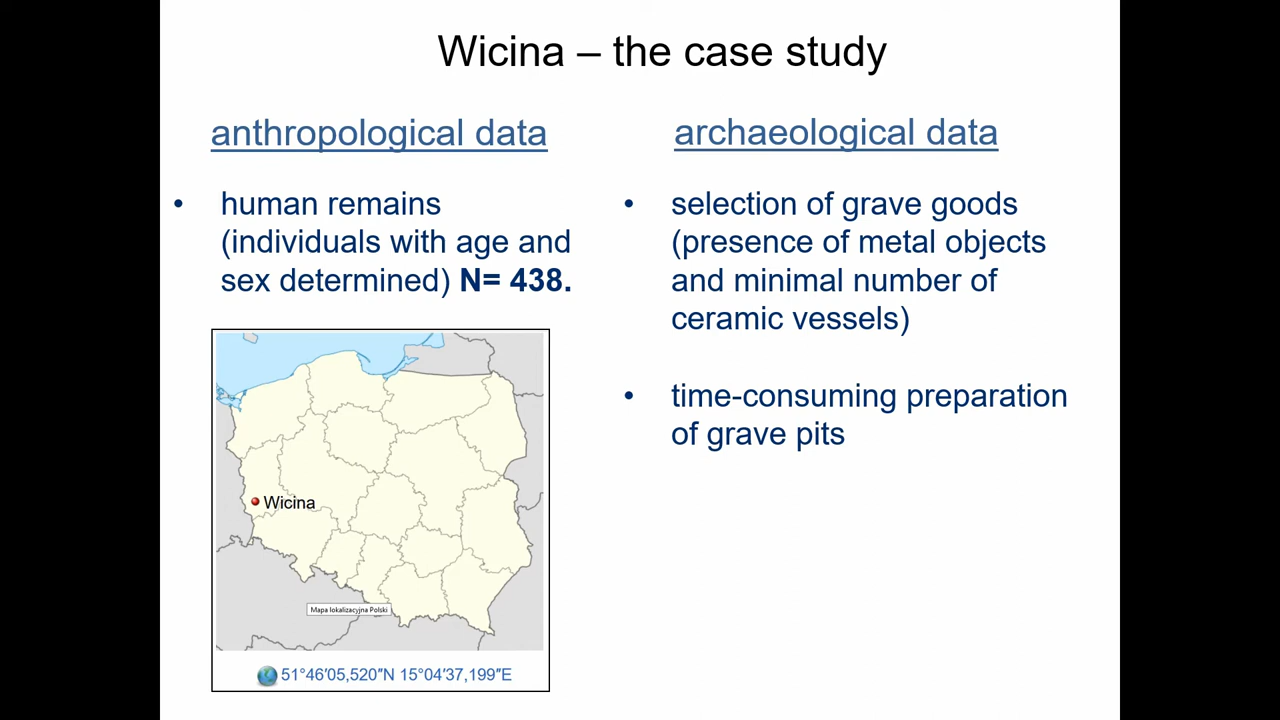 Wicina – the case study
anthropological data
• human remains
(individuals with age and
sex determined) N= 438.
Wicina
Mapa lokalizacyjna Polski
51°46′05,520″N 15°04′37,199″E
archaeological data
• selection of grave goods
(presence of metal objects
and minimal number of
ceramic vessels)
• time-consuming preparation
of grave pits